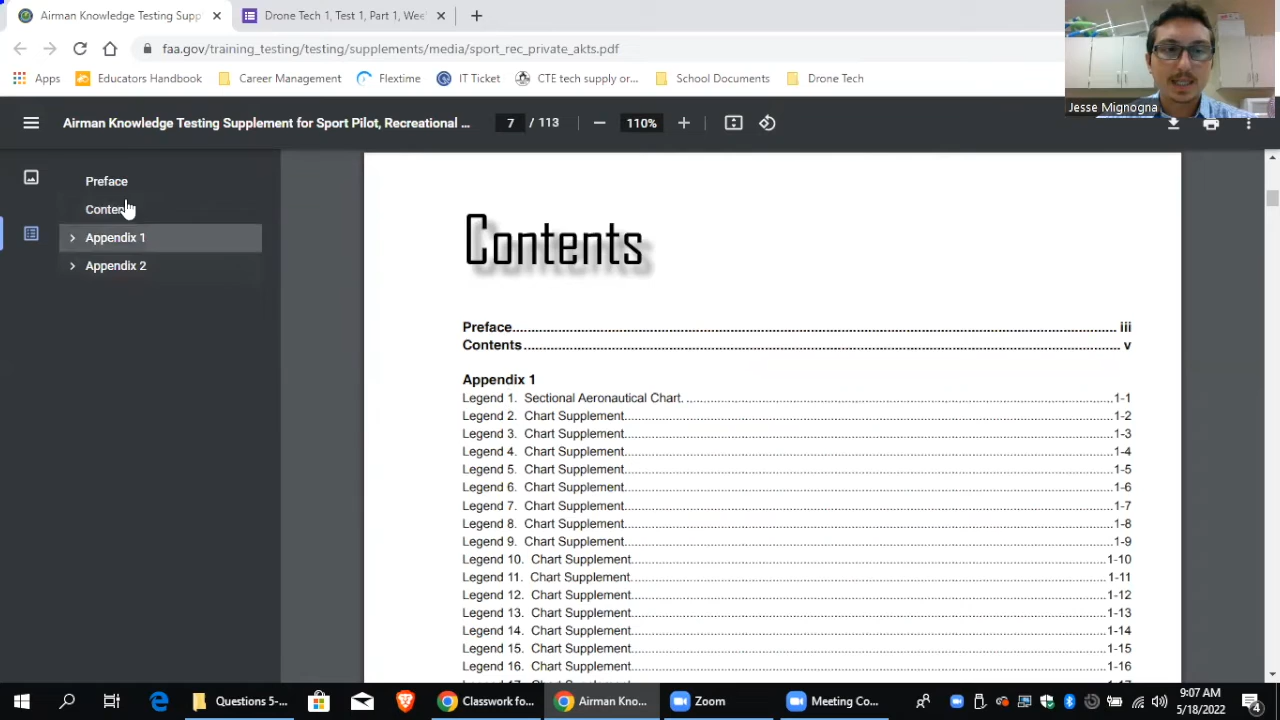 Airman Knowledge Testing Supp
Drone Tech 1, Test 1, Part 1, Wee
faa.gov/training_testing/testing/supplements/media/sport_rec_private_akts.pdf
Apps
Educators Handbook
Career Management
Flextime
IT Ticket
CTE tech supply or...
School Documents
Drone Tech
Jesse Mignogna
Airman Knowledge Testing Supplement for Sport Pilot, Recreational ...
7 / 113
110%
Preface
Conten
Appendix 1
Appendix 2
Contents
Preface iii
Contents v
Appendix 1
Legend 1. Sectional Aeronautical Chart. 1-1
Legend 2. Chart Supplement 1-2
Legend 3. Chart Supplement 1-3
Legend 4. Chart Supplement 1-4
Legend 5. Chart Supplement 1-5
Legend 6. Chart Supplement 1-6
Legend 7. Chart Supplement 1-7
Legend 8. Chart Supplement 1-8
Legend 9. Chart Supplement 1-9
Legend 10. Chart Supplement 1-10
Legend 11. Chart Supplement 1-11
Legend 12. Chart Supplement 1-12
Legend 13. Chart Supplement 1-13
Legend 14. Chart Supplement 1-14
Legend 15. Chart Supplement 1-15
Legend 16. Chart Supplement 1-16
Questions 5-...
Classwork fo...
Airman Kno...
Zoom
Meeting Co...
9:07 AM
5/18/2022
4